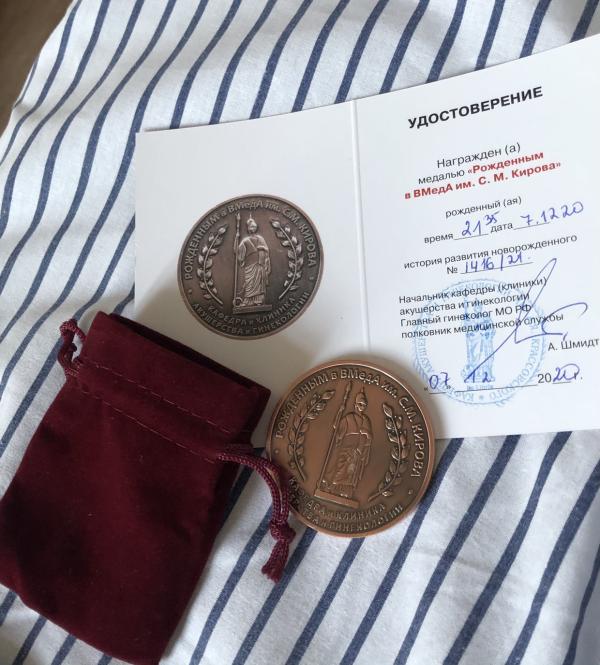 УДОСТОВЕРЕНИЕ
Награжден (а)
медалью «Рожденным
в ВМедА им. С. М. Кирова»
рожденный (ая)
время 21 35 дата 7.12 20
история развития новорожденного
№ 1416/21.
Начальник кафедры (клиники)
акушерства и гинекологии
Главный гинеколог МО РФ
полковник медицинской службы
А. Шмидт
"07" 12 2020г.
РОЖДЕННЫМ В ВМедА ИМ. С.М. КИРОВА
КАФЕДРА И КЛИНИКА
АКУШЕРСТВА И ГИНЕКОЛОГИИ
РОЖДЕННЫМ В ВМедА ИМ. С.М. КИРОВА
КАФЕДРА И КЛИНИКА
АКУШЕРСТВА И ГИНЕКОЛОГИИ